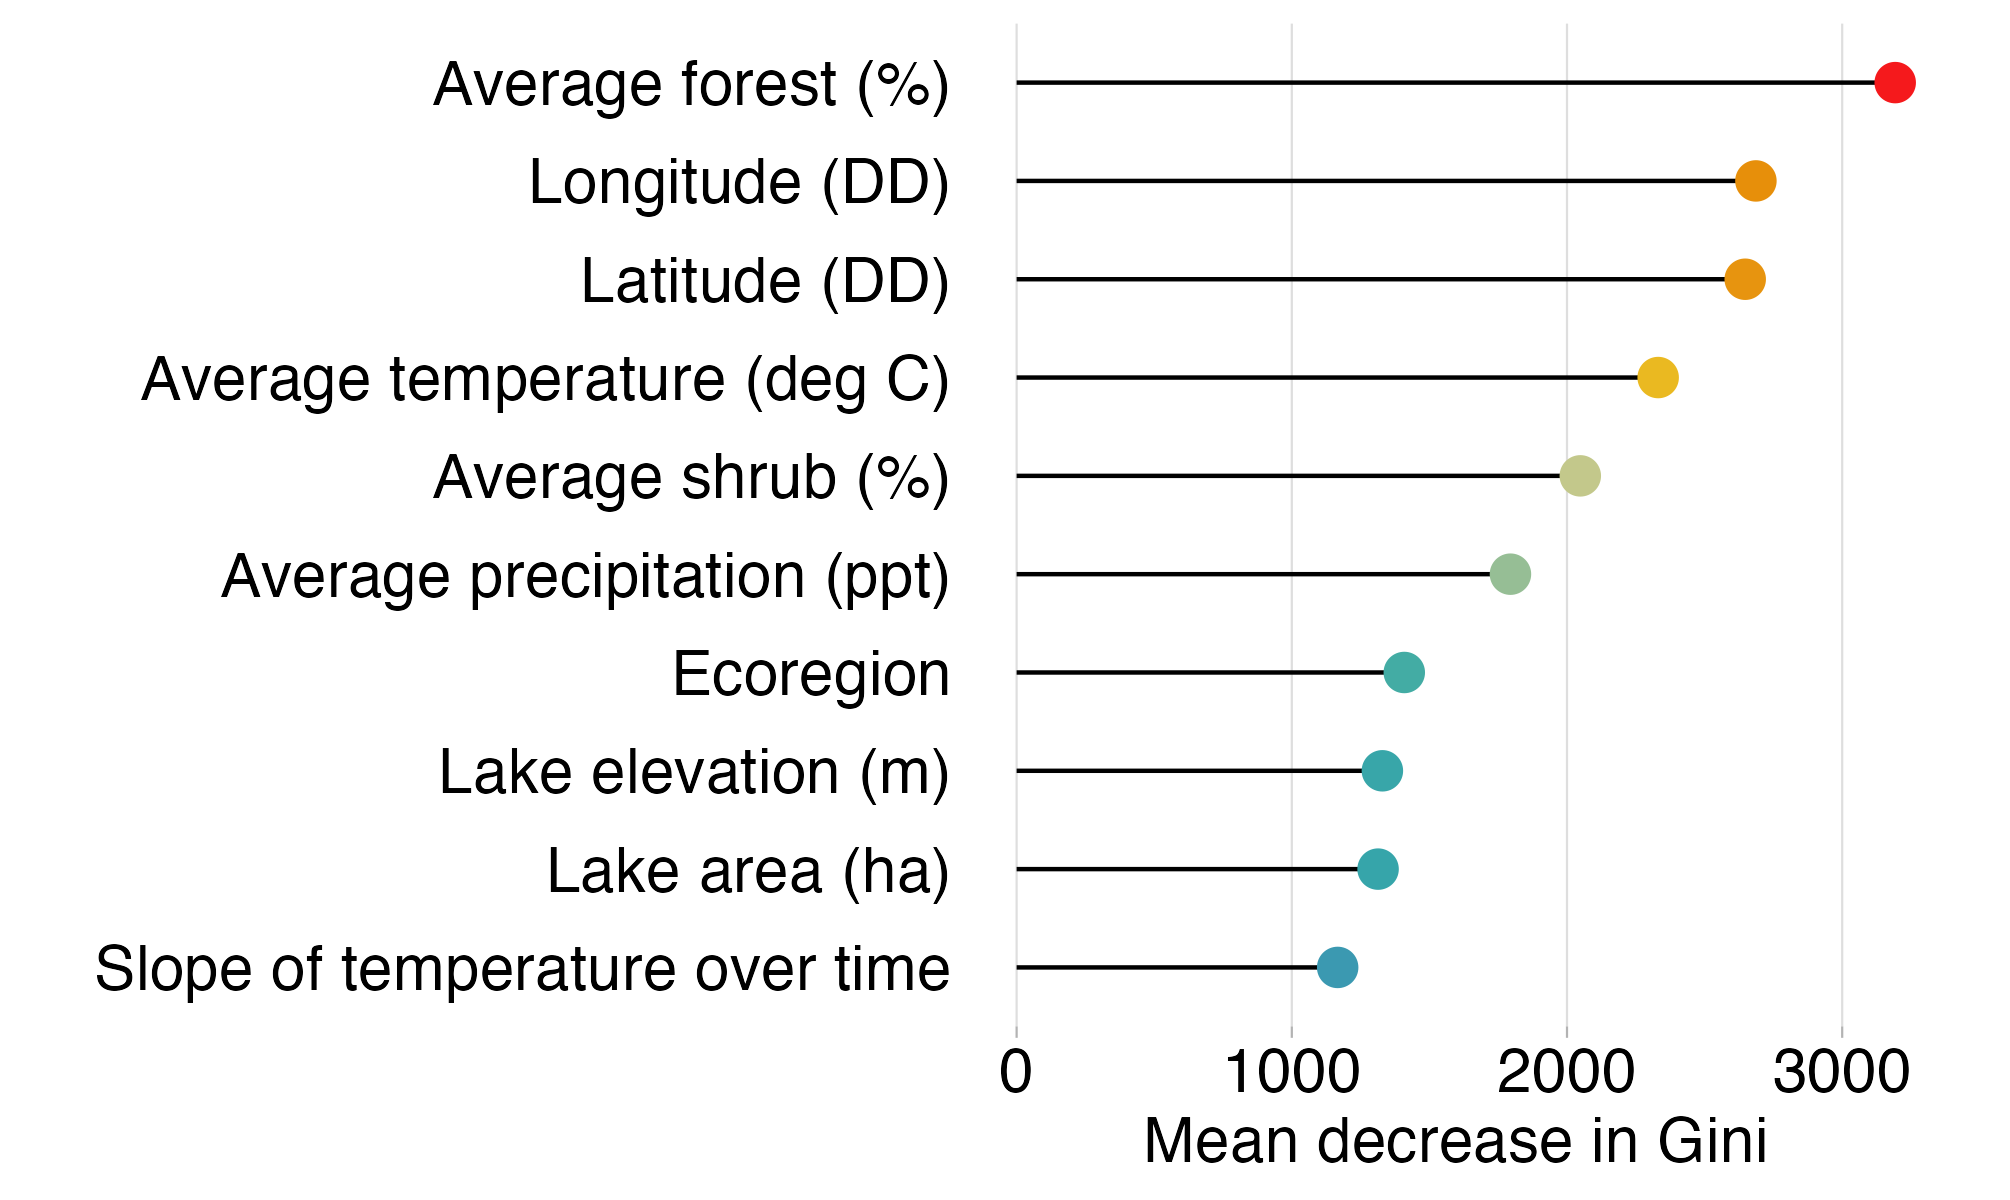 Average forest (%)
Longitude (DD)
Latitude (DD)
Average temperature (deg C)
Average shrub (%)
Average precipitation (ppt)
Ecoregion
Lake elevation (m)
Lake area (ha)
Slope of temperature over time
0 1000 2000 3000
Mean decrease in Gini